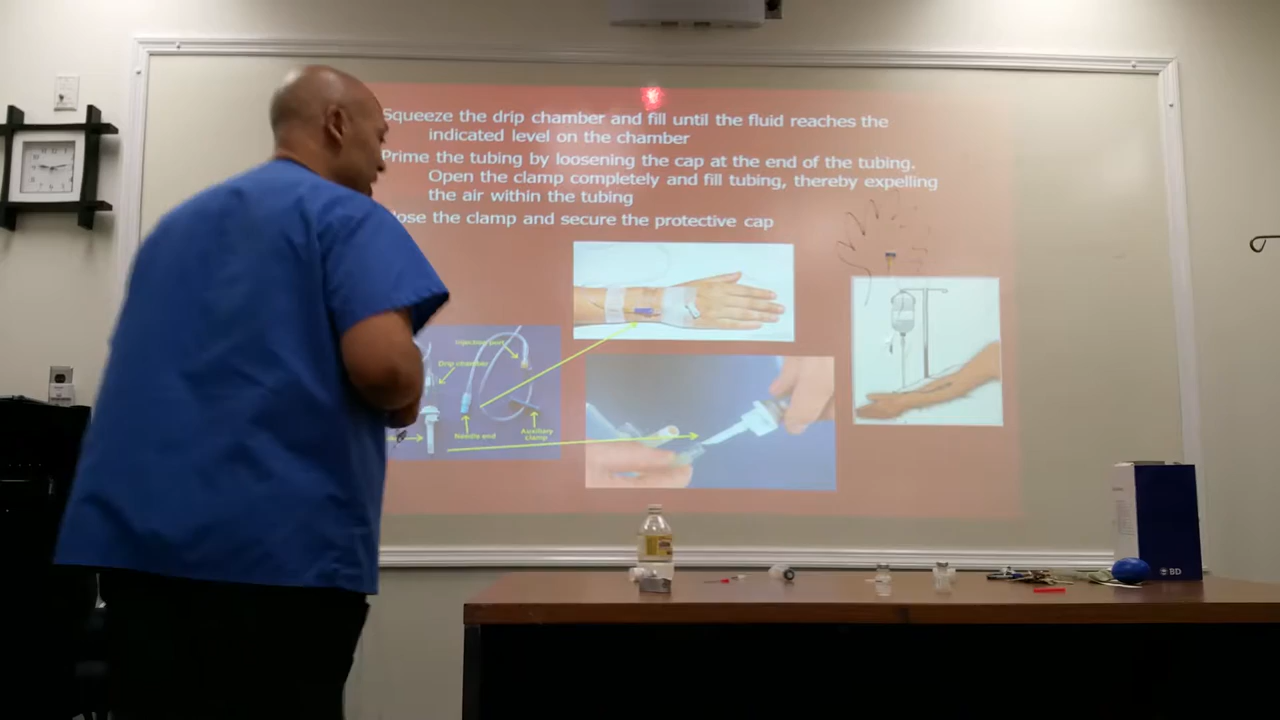 Squeeze the drip chamber and fill until the fluid reaches the
indicated level on the chamber
Prime the tubing by loosening the cap at the end of the tubing.
Open the clamp completely and fill tubing, thereby expelling
the air within the tubing
lose the clamp and secure the protective cap
Injection port
Drip chamber
Needle end
Auxiliary
clamp
BD